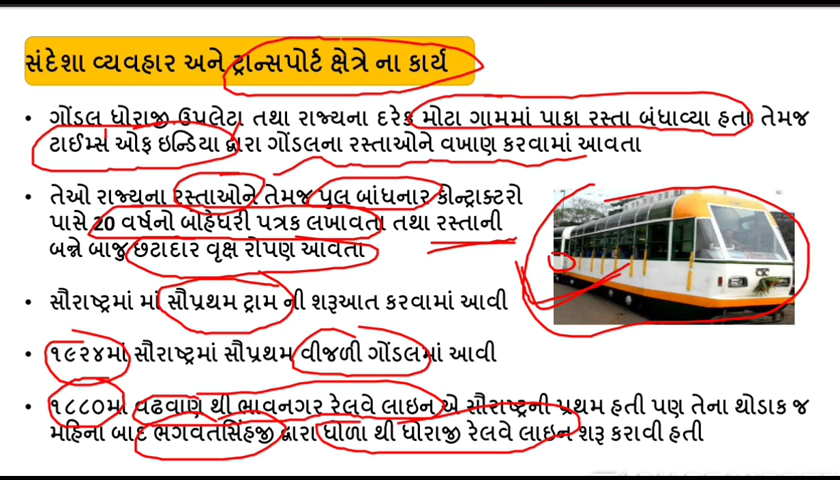 સંદેશા વ્યવહાર અને ટ્રાન્સપોર્ટ ક્ષેત્રે ના કાર્ય
• ગોંડલ ધોરાજી ઉપલેટા તથા રાજ્યના દરેક મોટા ગામમાં પાકા રસ્તા બંધાવ્યા હતા તેમજ
ટાઈમ્સ ઓફ ઇન્ડિયા દ્વારા ગોંડલના રસ્તાઓને વખાણ કરવામાં આવતા
• તેઓ રાજ્યના રસ્તાઓને તેમજ પુલ બાંધનાર કોન્ટ્રાક્ટરો
પાસે 20 વર્ષનો બોહેધરી પત્રક લખાવતા તથા રસ્તાની
બન્ને બાજુ છટાદાર વૃક્ષ રોપણ આવતા
• સૌરાષ્ટ્રમાં માં સૌપ્રથમ ટ્રામ ની શરૂઆત કરવામાં આવી
• ૧૯૨૪માં સૌરાષ્ટ્રમાં સૌપ્રથમ વીજળી ગોંડલમાં આવી
• ૧૮૮૦માં વઢવાણ થી ભાવનગર રેલવે લાઇન એ સૌરાષ્ટ્રની પ્રથમ હતી પણ તેના થોડાક જ
મહિના બાદ ભગવતસિંહજી દ્વારા ધોળા થી ધોરાજી રેલવે લાઇન શરૂ કરાવી હતી